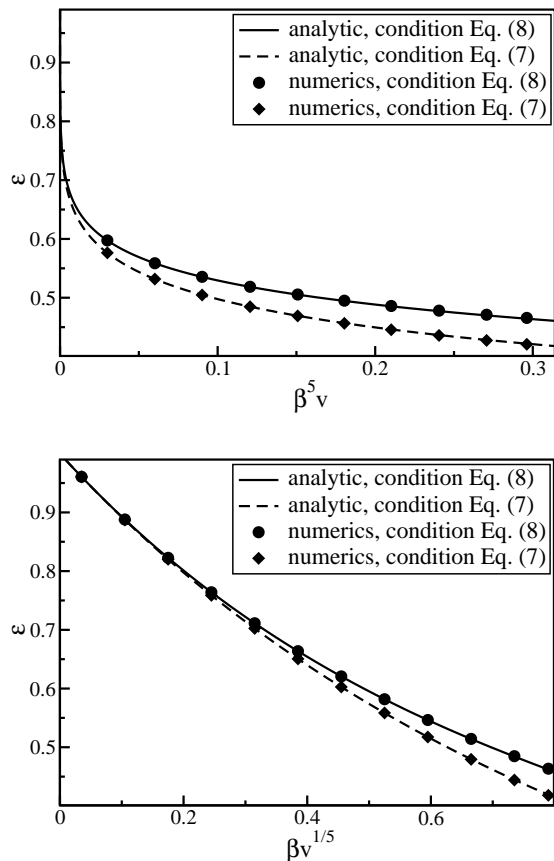 analytic, condition Eq. (8)
analytic, condition Eq. (7)
numerics, condition Eq. (8)
numerics, condition Eq. (7)
0.9
0.8
0.7
0.6
0.5
ε
0 0.1 0.2 0.3
β⁵v
analytic, condition Eq. (8)
analytic, condition Eq. (7)
numerics, condition Eq. (8)
numerics, condition Eq. (7)
0.9
0.8
0.7
0.6
0.5
ε
0 0.2 0.4 0.6
βv^1/5